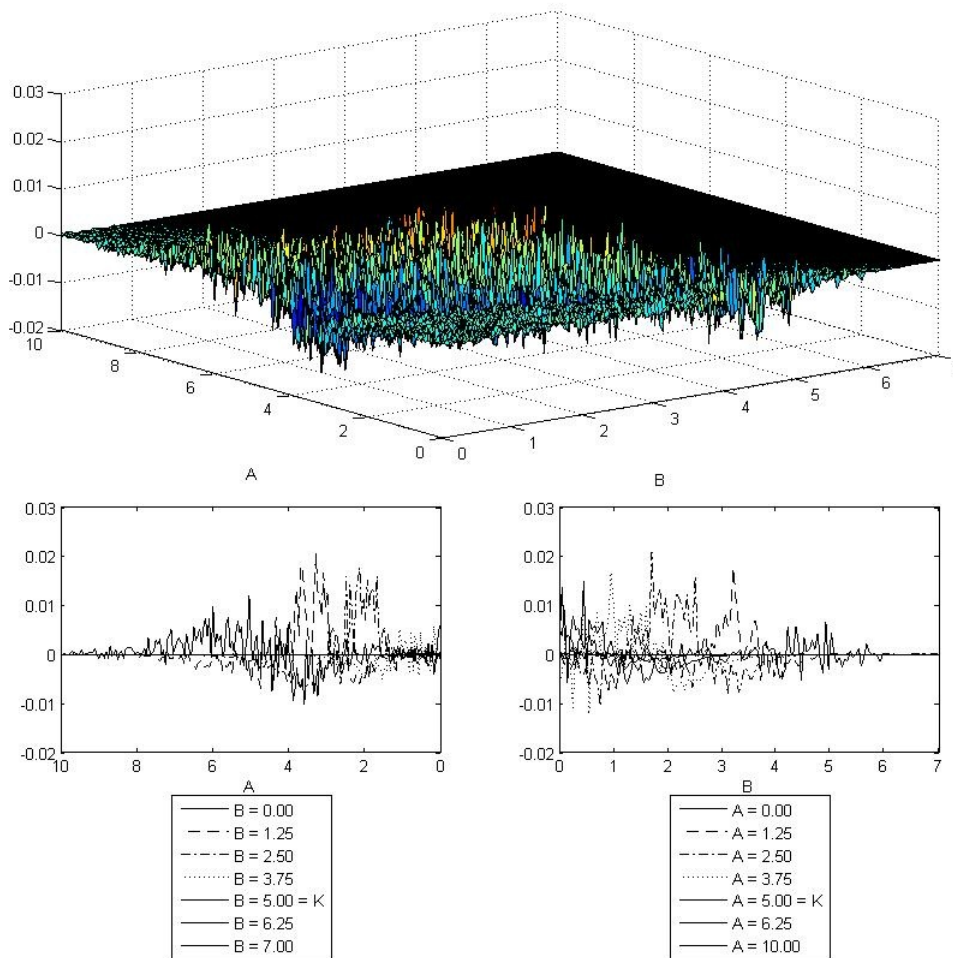 0.03
0.02
0.01
0
-0.01
-0.02
10
8
6
4
2
0
0
1
2
3
4
5
6
A
B
0.03
0.02
0.01
0
-0.01
-0.02
10
8
6
4
2
0
A
0.03
0.02
0.01
0
-0.01
-0.02
0
1
2
3
4
5
6
7
B
B = 0.00
B = 1.25
B = 2.50
B = 3.75
B = 5.00 = K
B = 6.25
B = 7.00
A = 0.00
A = 1.25
A = 2.50
A = 3.75
A = 5.00 = K
A = 6.25
A = 10.00